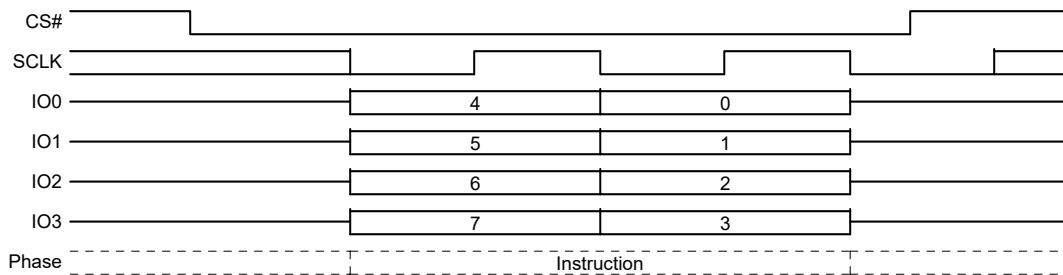 CS#
SCLK
IO0 4 0
IO1 5 1
IO2 6 2
IO3 7 3
Phase Instruction